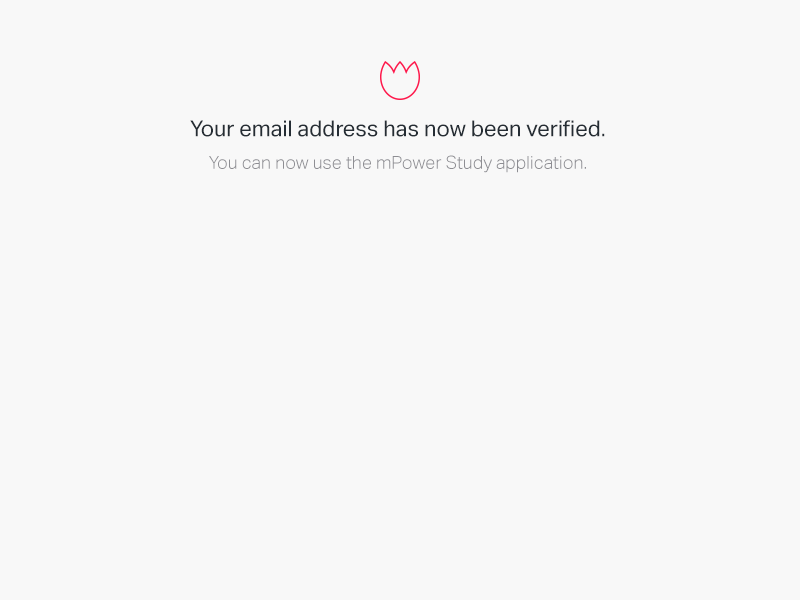 Your email address has now been verified.
You can now use the mPower Study application.